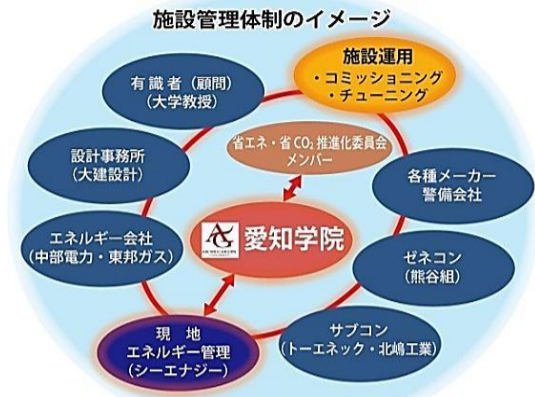 施設管理体制のイメージ
施設運用
・コミッショニング
・チューニング
有識者（顧問）
（大学教授）
省エネ・省CO₂推進化委員会
メンバー
設計事務所
（大建設計）
各種メーカー
警備会社
愛知学院
エネルギー会社
（中部電力・東邦ガス）
ゼネコン
（熊谷組）
現　地
エネルギー管理
（シーエナジー）
サブコン
（トーエネック・北嶋工業）